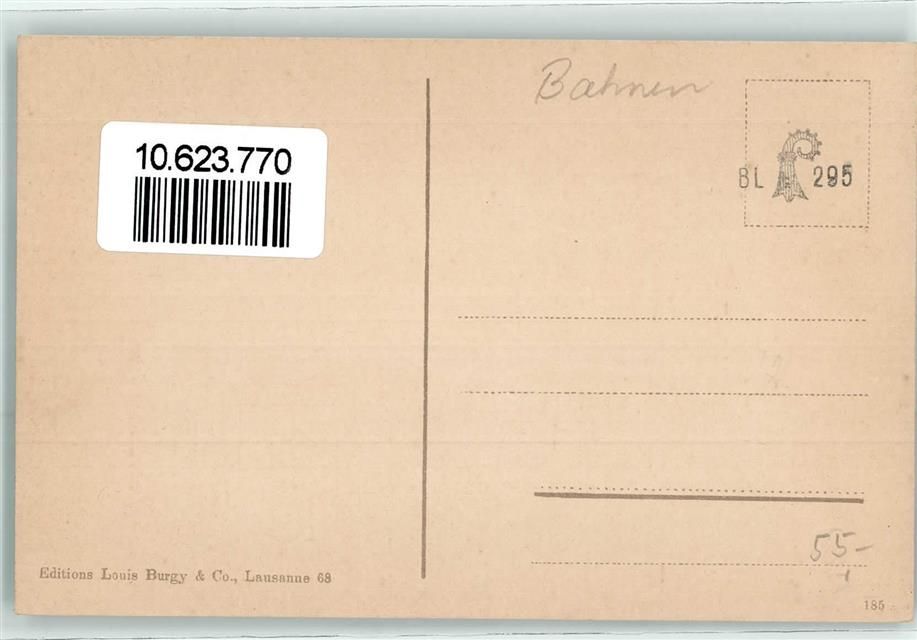 Bahnen
10.623.770
BL 295
55-
Editions Louis Burgy & Co., Lausanne 68
185